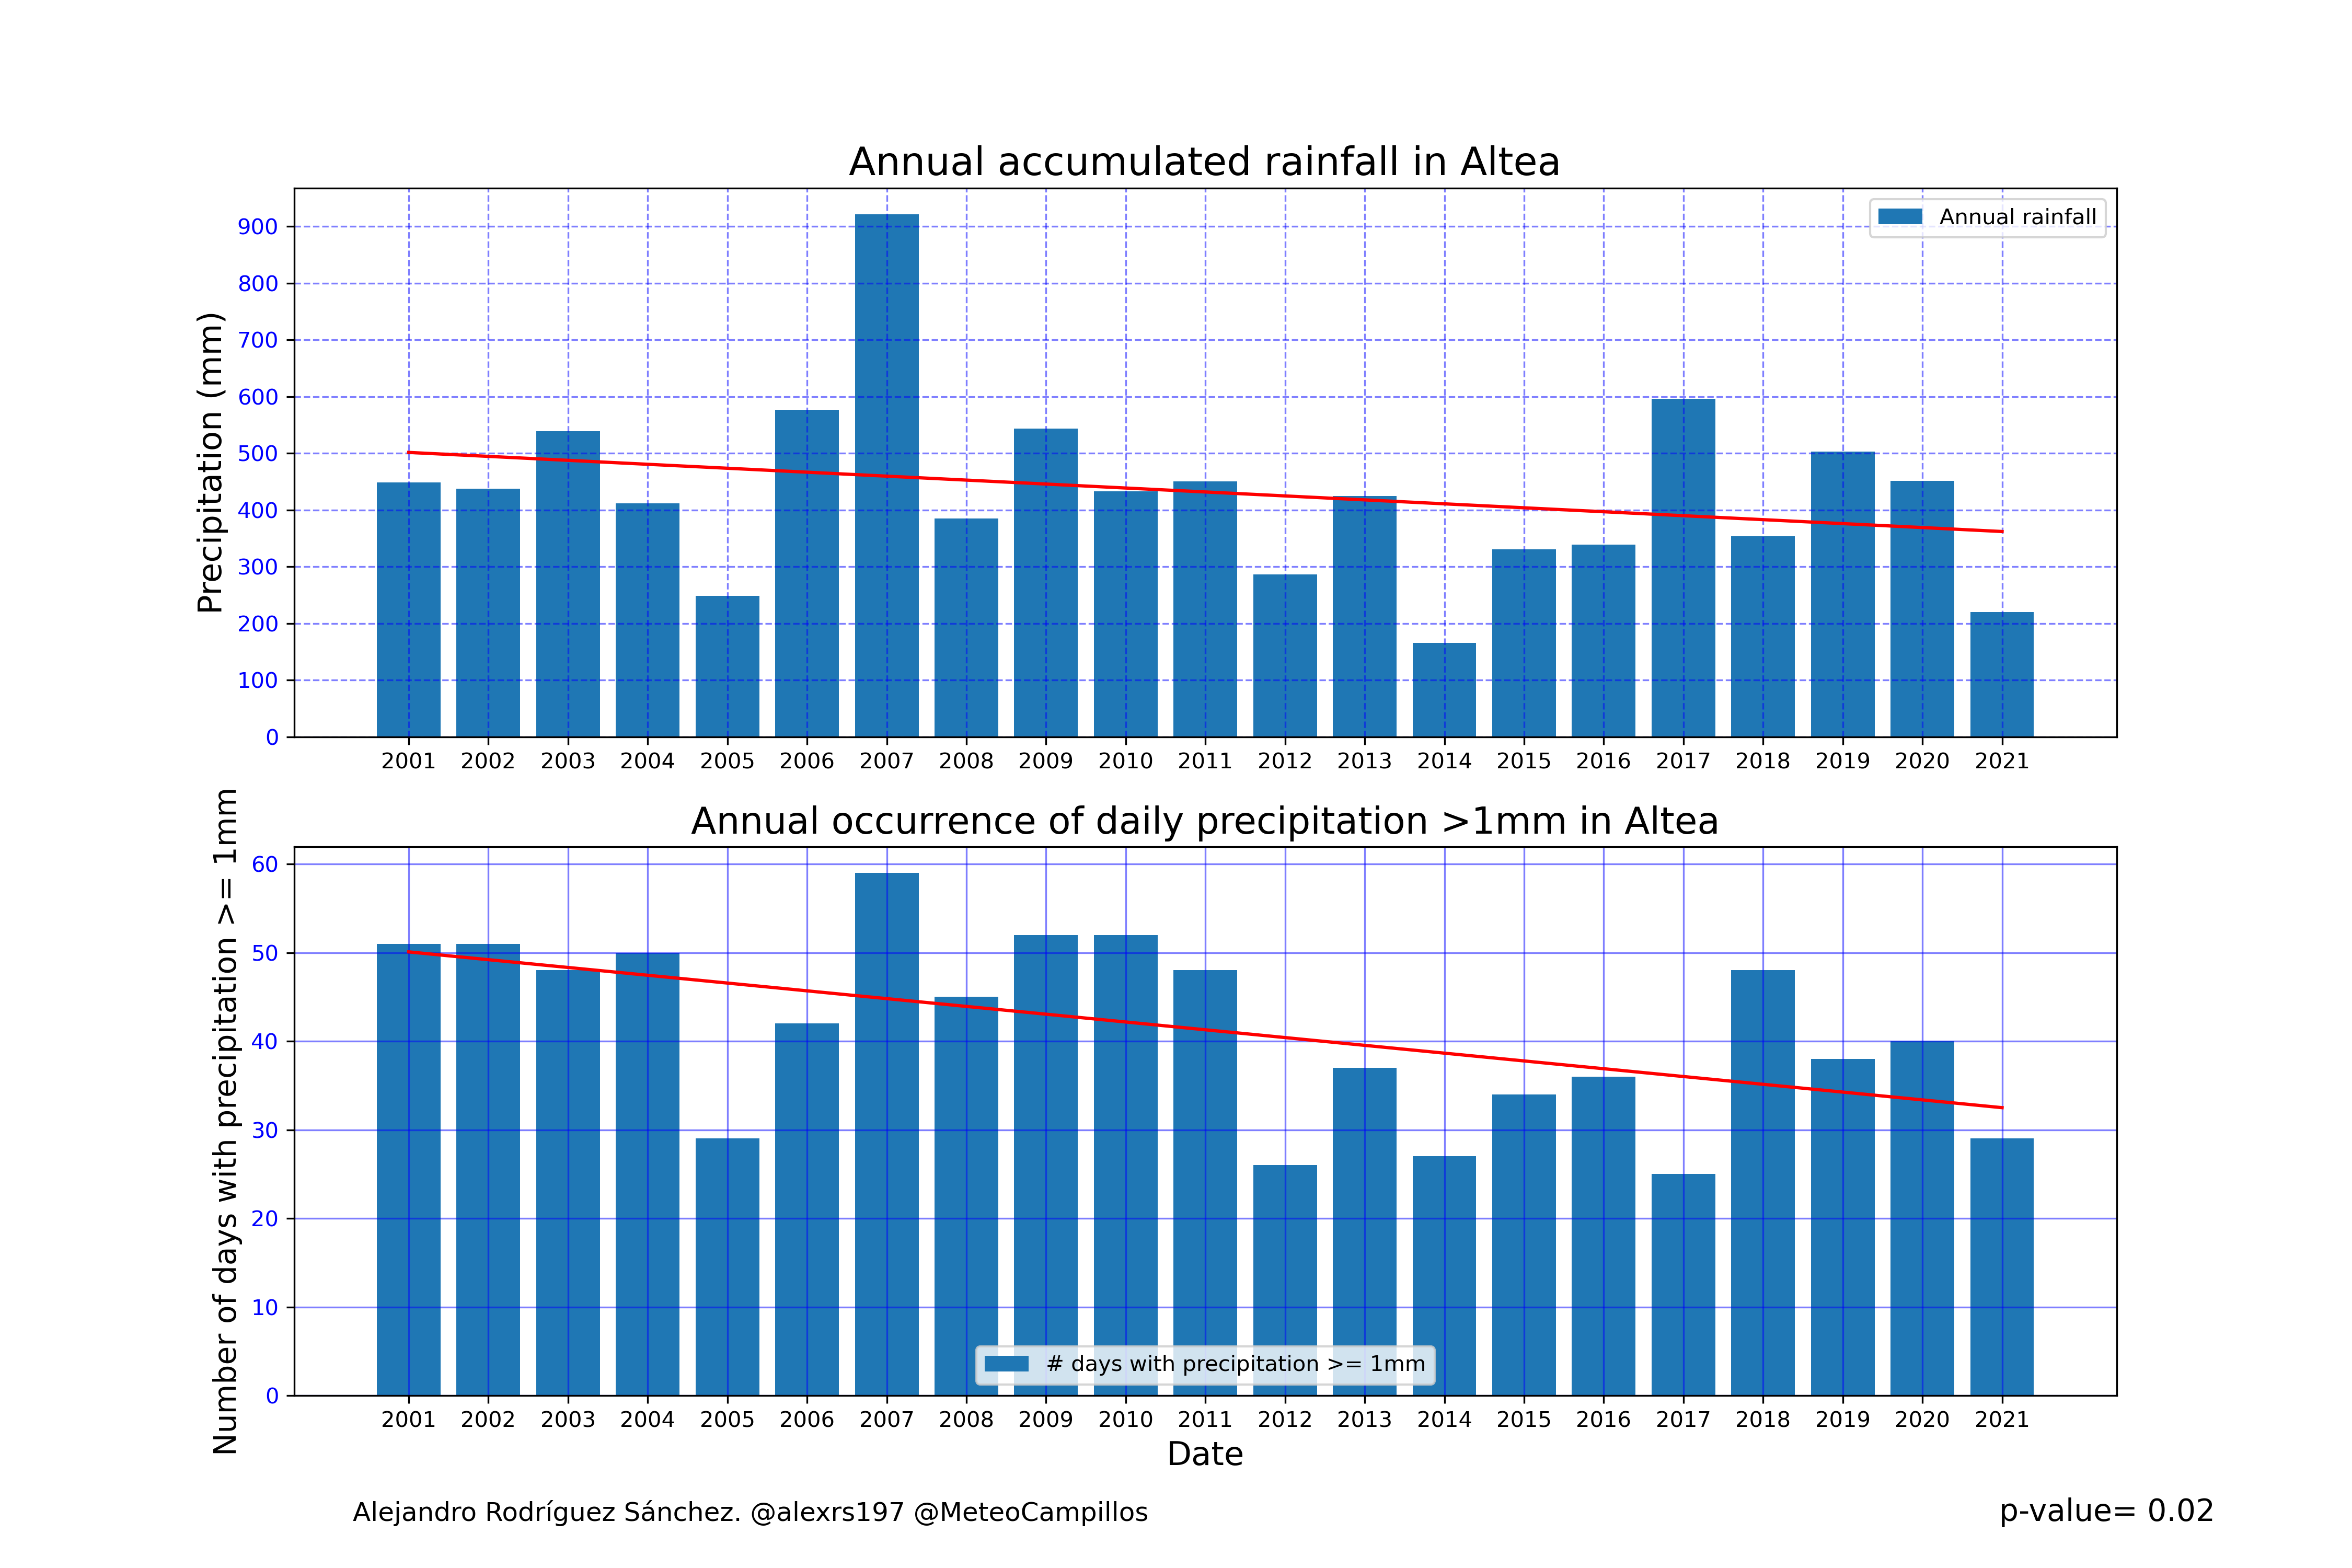 Annual accumulated rainfall in Altea
Precipitation (mm)
900
800
700
600
500
400
300
200
100
0
Annual rainfall
2001 2002 2003 2004 2005 2006 2007 2008 2009 2010 2011 2012 2013 2014 2015 2016 2017 2018 2019 2020 2021
Annual occurrence of daily precipitation >1mm in Altea
Number of days with precipitation >= 1mm
60
50
40
30
20
10
0
# days with precipitation >= 1mm
2001 2002 2003 2004 2005 2006 2007 2008 2009 2010 2011 2012 2013 2014 2015 2016 2017 2018 2019 2020 2021
Date
Alejandro Rodríguez Sánchez. @alexrs197 @MeteoCampillos
p-value= 0.02